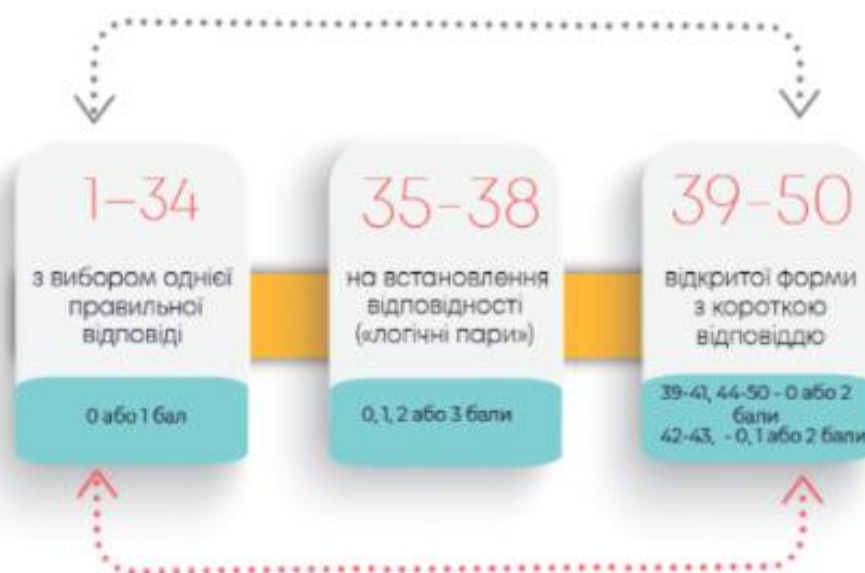 1–34
з вибором однієї
правильної
відповіді
0 або 1 бал
35–38
на встановлення
відповідності
(«логічні пари»)
0, 1, 2 або 3 бали
39–50
відкритої форми
з короткою
відповіддю
39-41, 44-50 - 0 або 2
бали
42-43, - 0, 1 або 2 бали